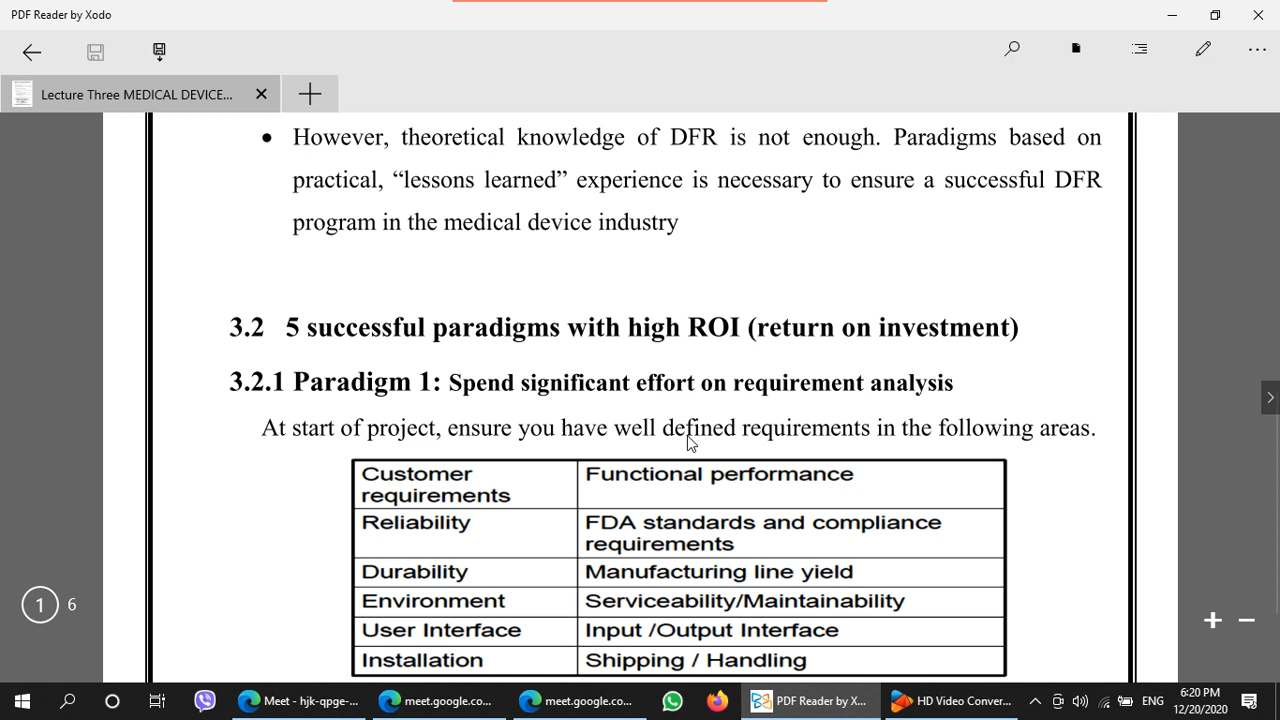 PDF Reader by Xodo
Lecture Three MEDICAL DEVICE...
• However, theoretical knowledge of DFR is not enough. Paradigms based on
practical, “lessons learned” experience is necessary to ensure a successful DFR
program in the medical device industry
3.2 5 successful paradigms with high ROI (return on investment)
3.2.1 Paradigm 1: Spend significant effort on requirement analysis
At start of project, ensure you have well defined requirements in the following areas.
Customer requirements | Functional performance
Reliability | FDA standards and compliance requirements
Durability | Manufacturing line yield
Environment | Serviceability/Maintainability
User Interface | Input /Output Interface
Installation | Shipping / Handling
1 6
Meet - hjk-qpge-... meet.google.co... meet.google.co... PDF Reader by X... HD Video Conver... ENG 6:20 PM
12/20/2020